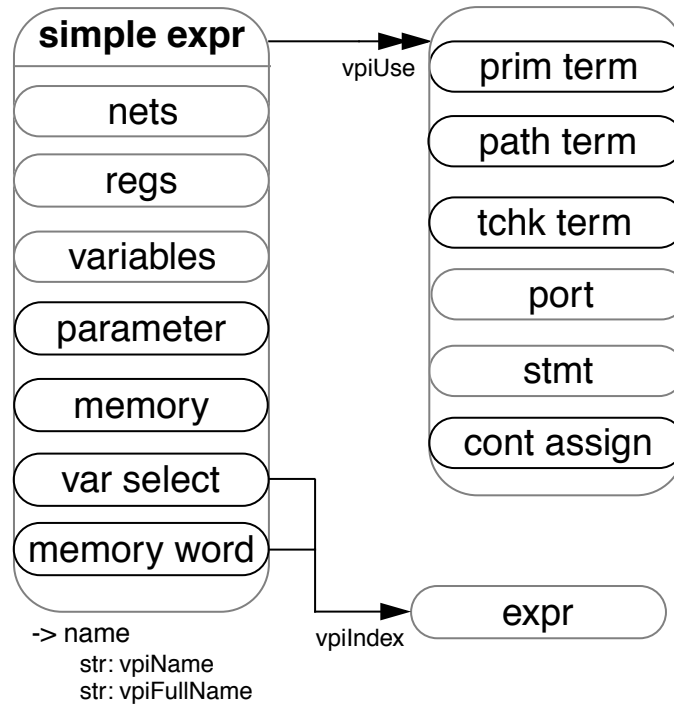 simple expr
nets
regs
variables
parameter
memory
var select
memory word
-> name
str: vpiName
str: vpiFullName
vpiUse
prim term
path term
tchk term
port
stmt
cont assign
vpiIndex
expr